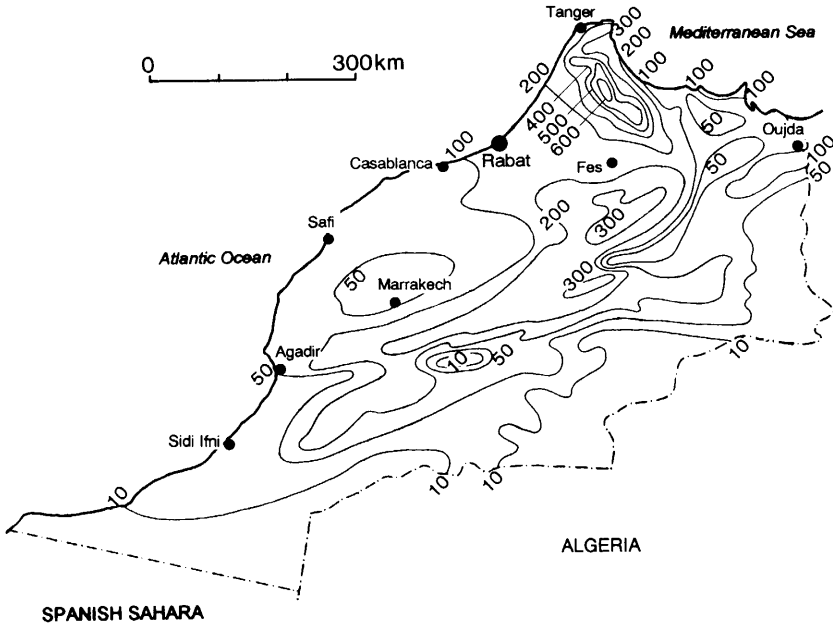 Tanger
300
Mediterranean Sea
0 300km
200
200
100
100
100
400
500
600
50
Oujda
100
Rabat
Casablanca
Fes
50
100
50
Safi
200
300
Atlantic Ocean
50
Marrakech
300
Agadir
50
10
50
10
Sidi Ifni
10
10
10
ALGERIA
SPANISH SAHARA